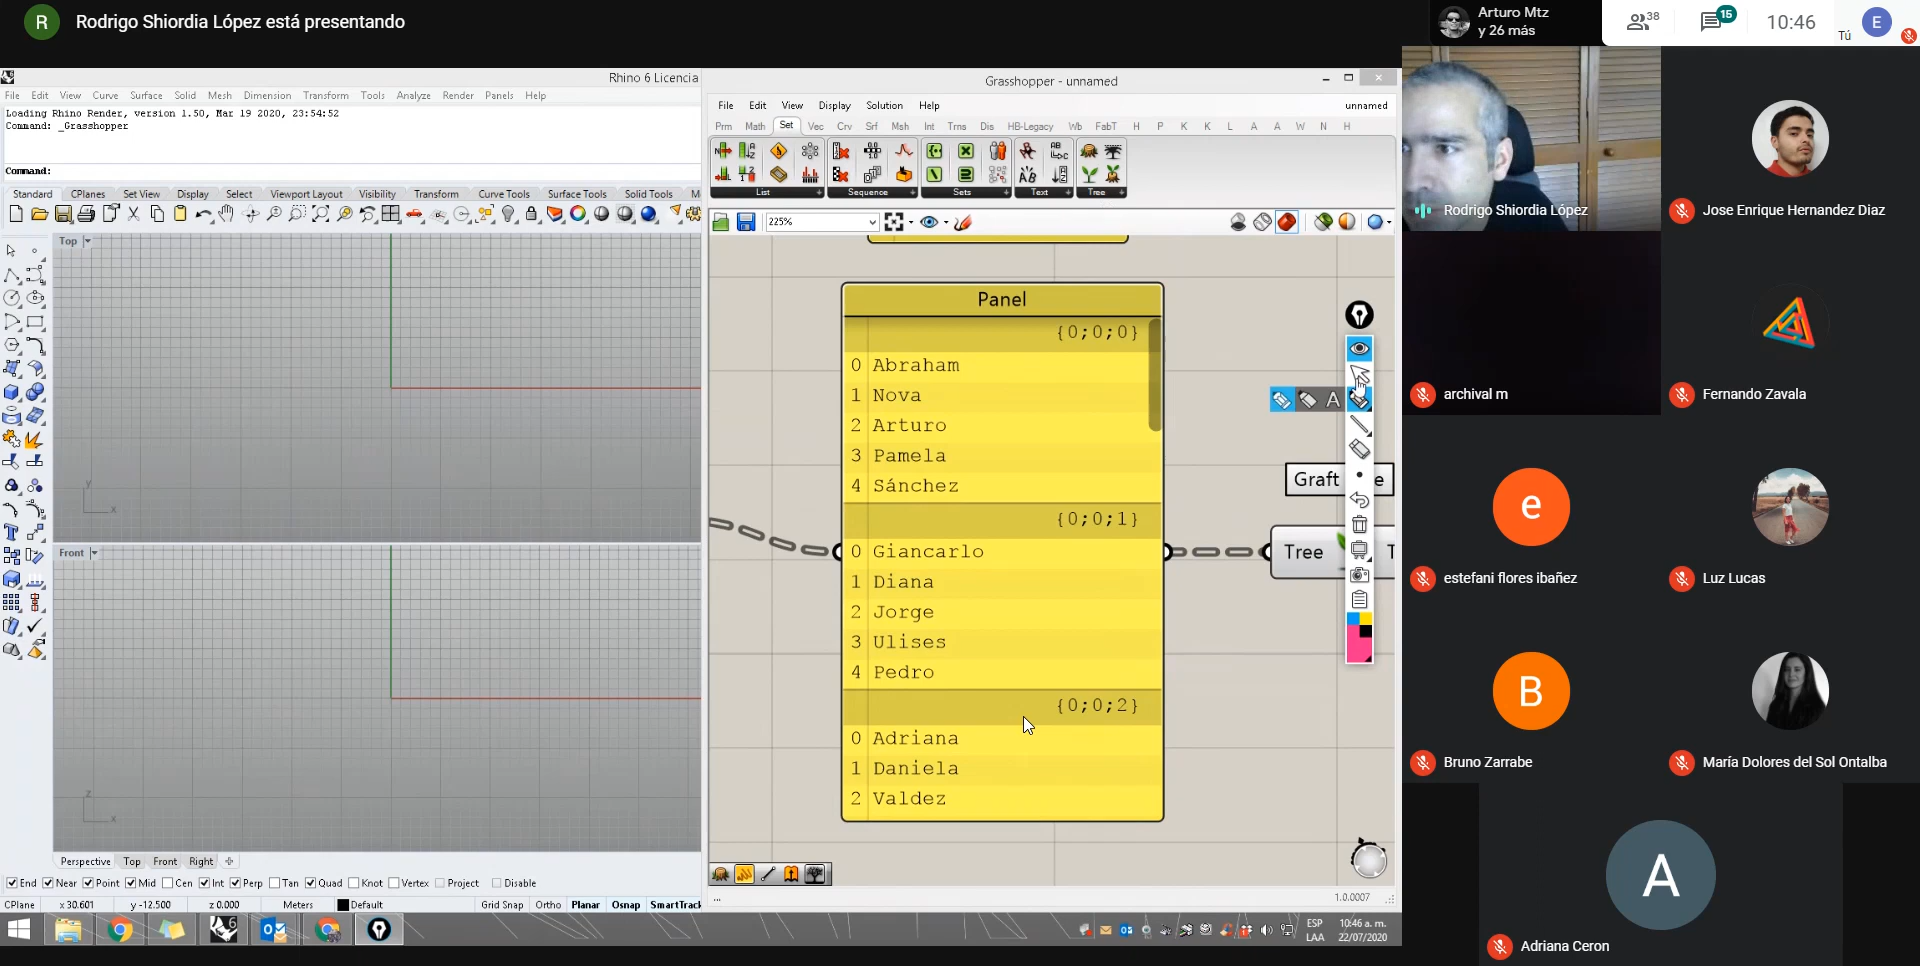 R
Rodrigo Shiordia López está presentando
Arturo Mtz
y 26 más
38
15
10:46
Tú
E
Rhino 6 Licencia
File Edit View Curve Surface Solid Mesh Dimension Transform Tools Analyze Render Panels Help
Loading Rhino Render, version 1.50, Mar 19 2020, 23:54:52
Command: _Grasshopper
Command:
Standard CPlanes Set View Display Select Viewport Layout Visibility Transform Curve Tools Surface Tools Solid Tools M
Top
y
x
Front
z
x
Perspective Top Front Right
End Near Point Mid Cen Int Perp Tan Quad Knot Vertex Project Disable
CPlane x 30.601 y -12.500 z 0.000 Meters Default Grid Snap Ortho Planar Osnap SmartTrack
Grasshopper - unnamed
File Edit View Display Solution Help
unnamed
Prm Math Set Vec Crv Srf Msh Int Trns Dis HB-Legacy Wb FabT H P K K L A A W N H
List Sequence Sets Text Tree
225%
Panel
{0;0;0}
0 Abraham
1 Nova
2 Arturo
3 Pamela
4 Sánchez
{0;0;1}
0 Giancarlo
1 Diana
2 Jorge
3 Ulises
4 Pedro
{0;0;2}
0 Adriana
1 Daniela
2 Valdez
A
Graft
e
Tree
T
...
1.0.0007
ESP
LAA
10:46 a. m.
22/07/2020
Rodrigo Shiordia López
Jose Enrique Hernandez Diaz
archival m
Fernando Zavala
e
estefani flores ibañez
Luz Lucas
B
Bruno Zarrabe
María Dolores del Sol Ontalba
A
Adriana Ceron